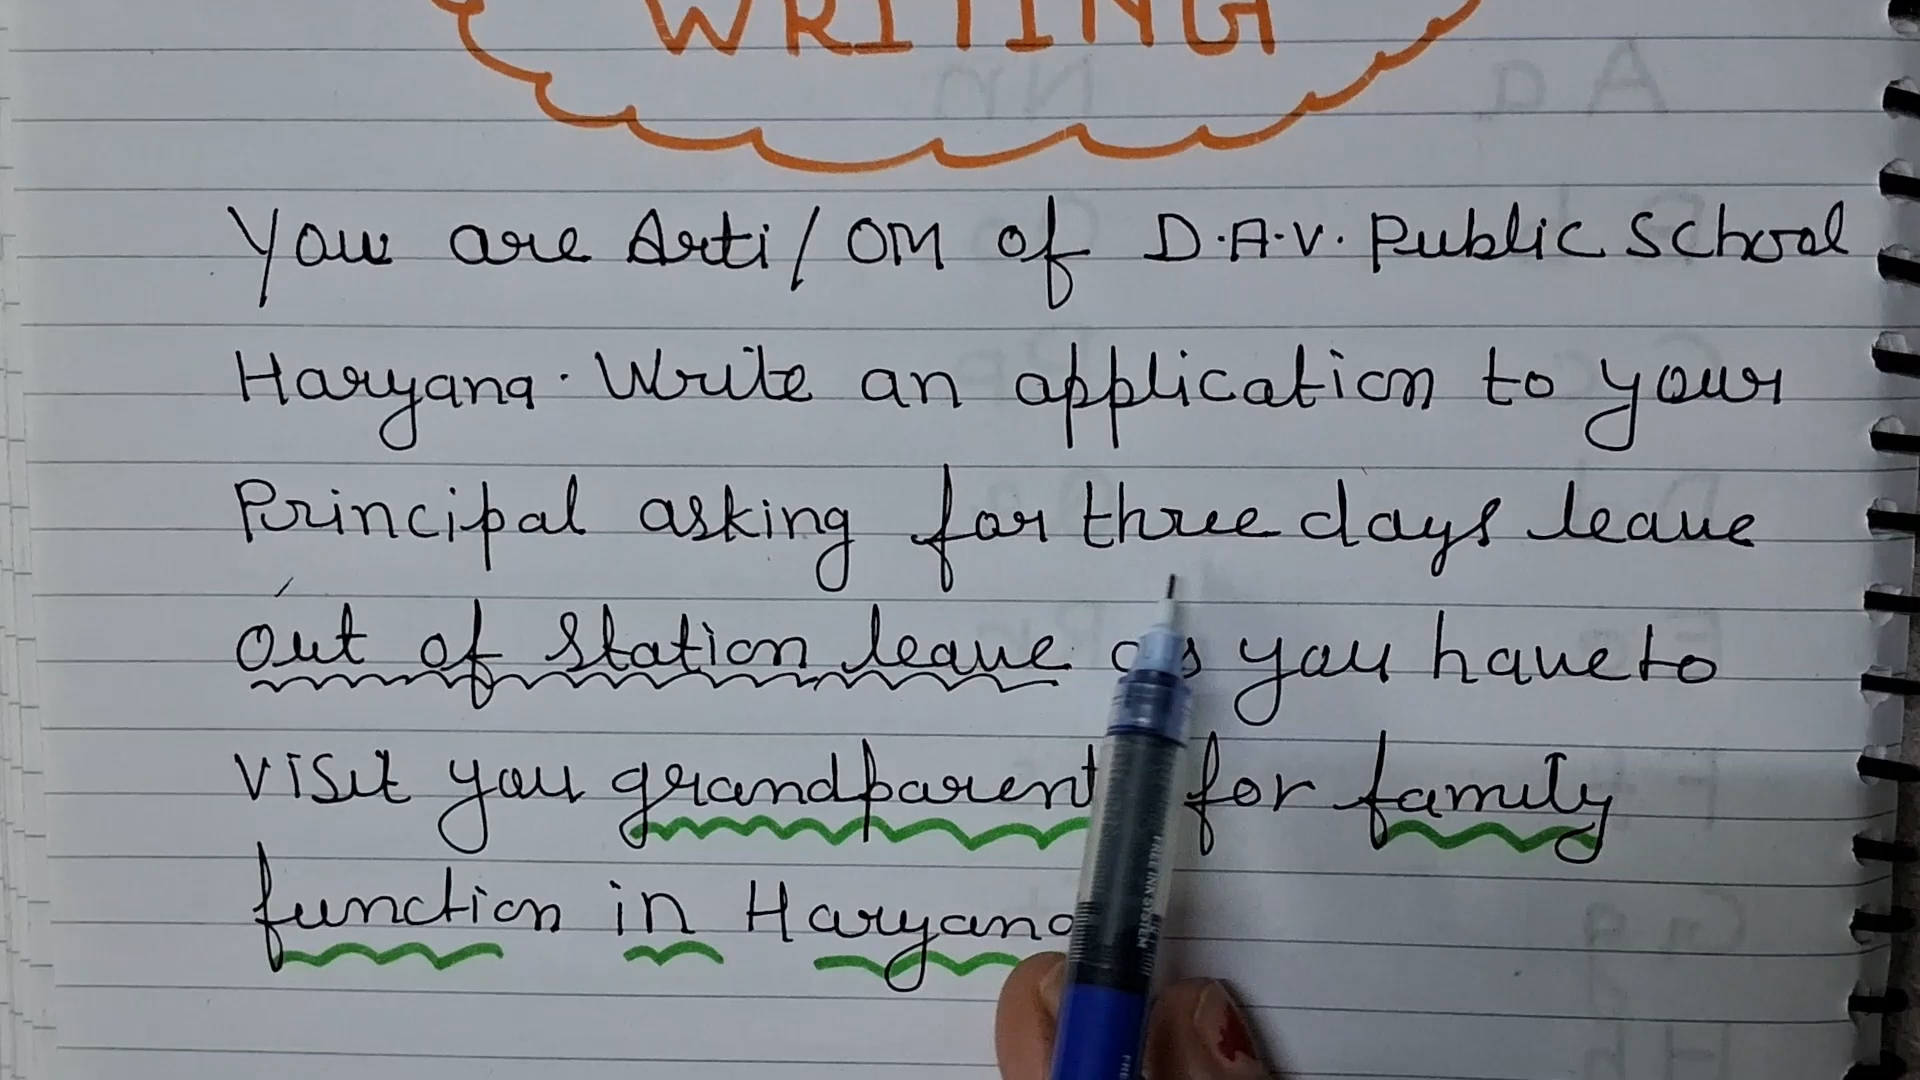 WRITING
You are Arti/OM of D.A.V. Public School
Haryana. Write an application to your
Principal asking for three days leave
out of station leave as you have to
visit you grandparent for family
function in Haryana